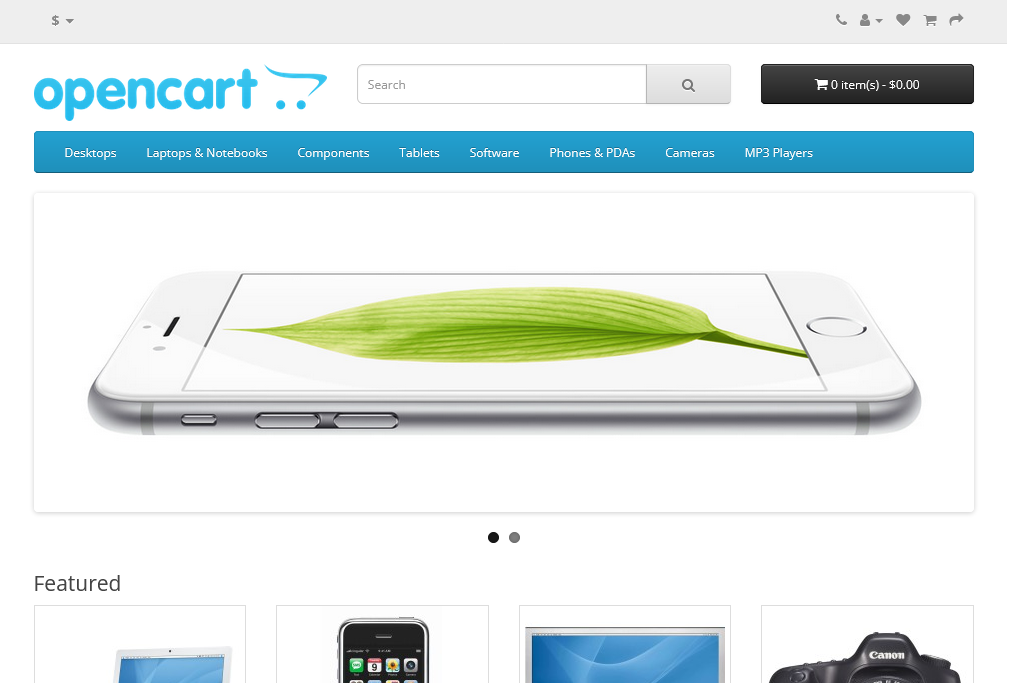 $
opencart
Search
0 item(s) - $0.00
Desktops Laptops & Notebooks Components Tablets Software Phones & PDAs Cameras MP3 Players
Featured
Canon